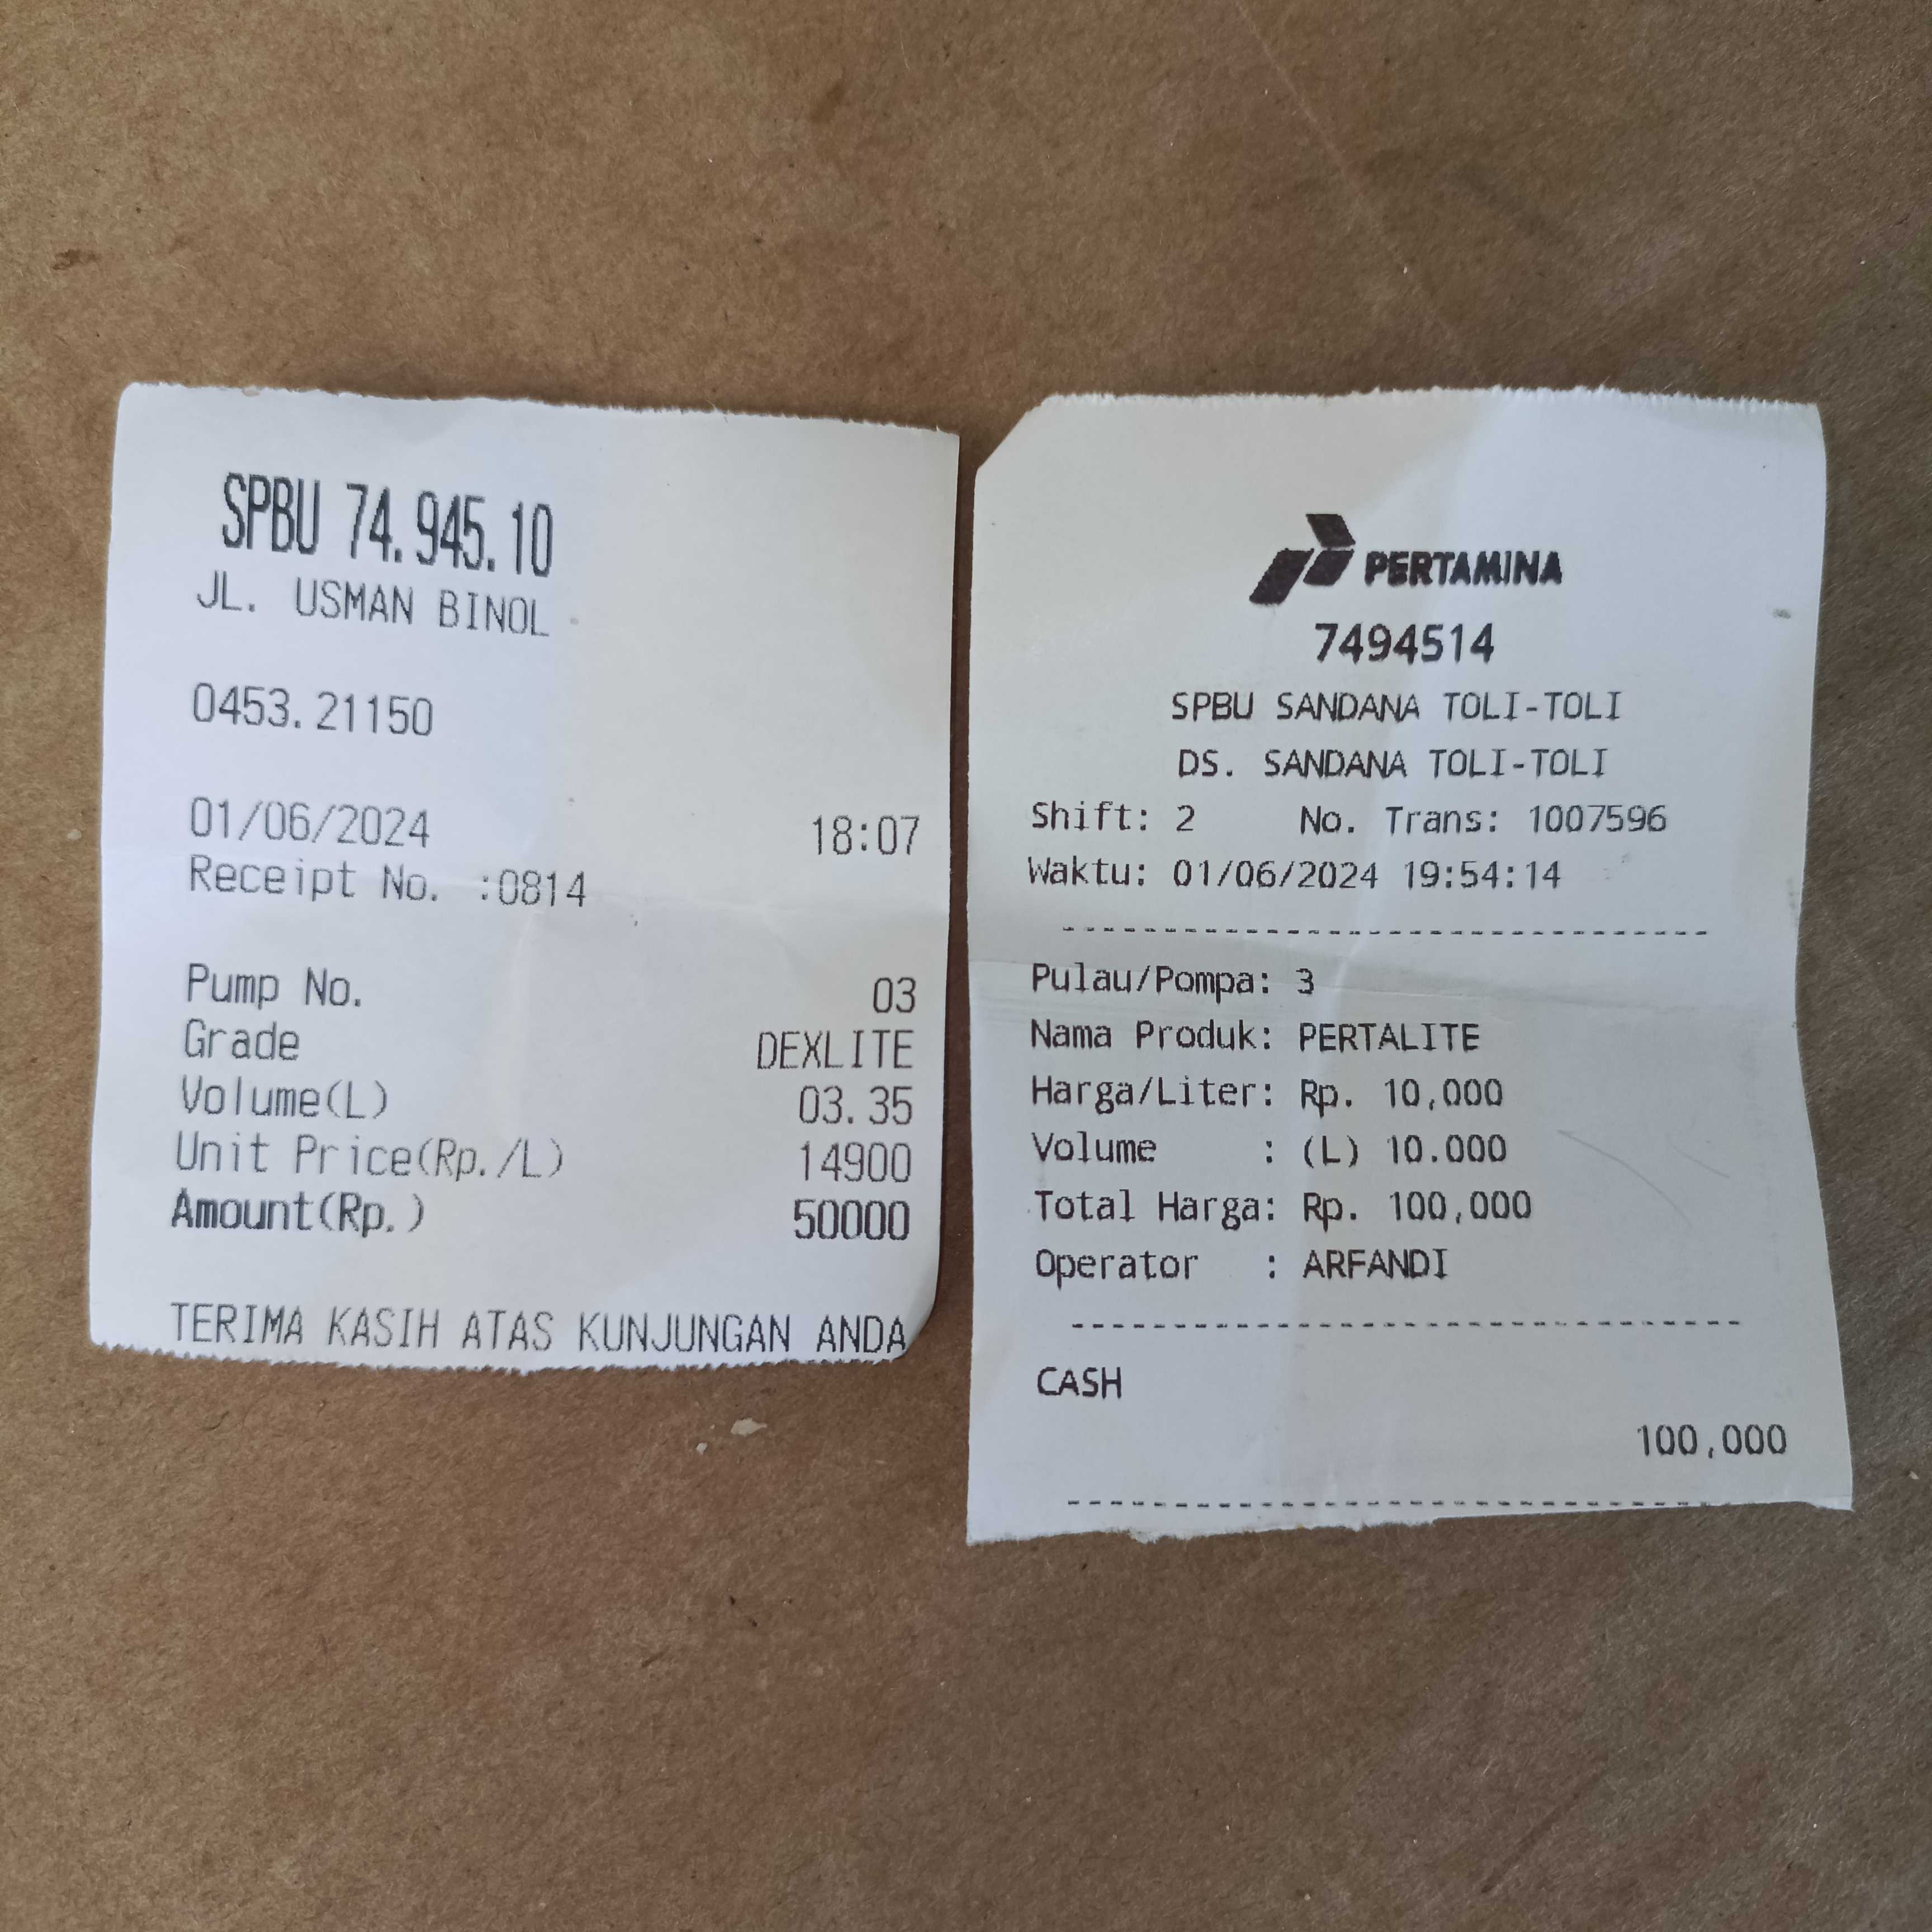 SPBU 74.945.10
JL. USMAN BINOL
0453.21150
01/06/2024 18:07
Receipt No. :0814
Pump No. 03
Grade DEXLITE
Volume(L) 03.35
Unit Price(Rp./L) 14900
Amount(Rp.) 50000
TERIMA KASIH ATAS KUNJUNGAN ANDA
PERTAMINA
7494514
SPBU SANDANA TOLI-TOLI
DS. SANDANA TOLI-TOLI
Shift: 2 No. Trans: 1007596
Waktu: 01/06/2024 19:54:14
--------------------------------
Pulau/Pompa: 3
Nama Produk: PERTALITE
Harga/Liter: Rp. 10,000
Volume : (L) 10.000
Total Harga: Rp. 100,000
Operator : ARFANDI
--------------------------------
CASH
100,000
--------------------------------